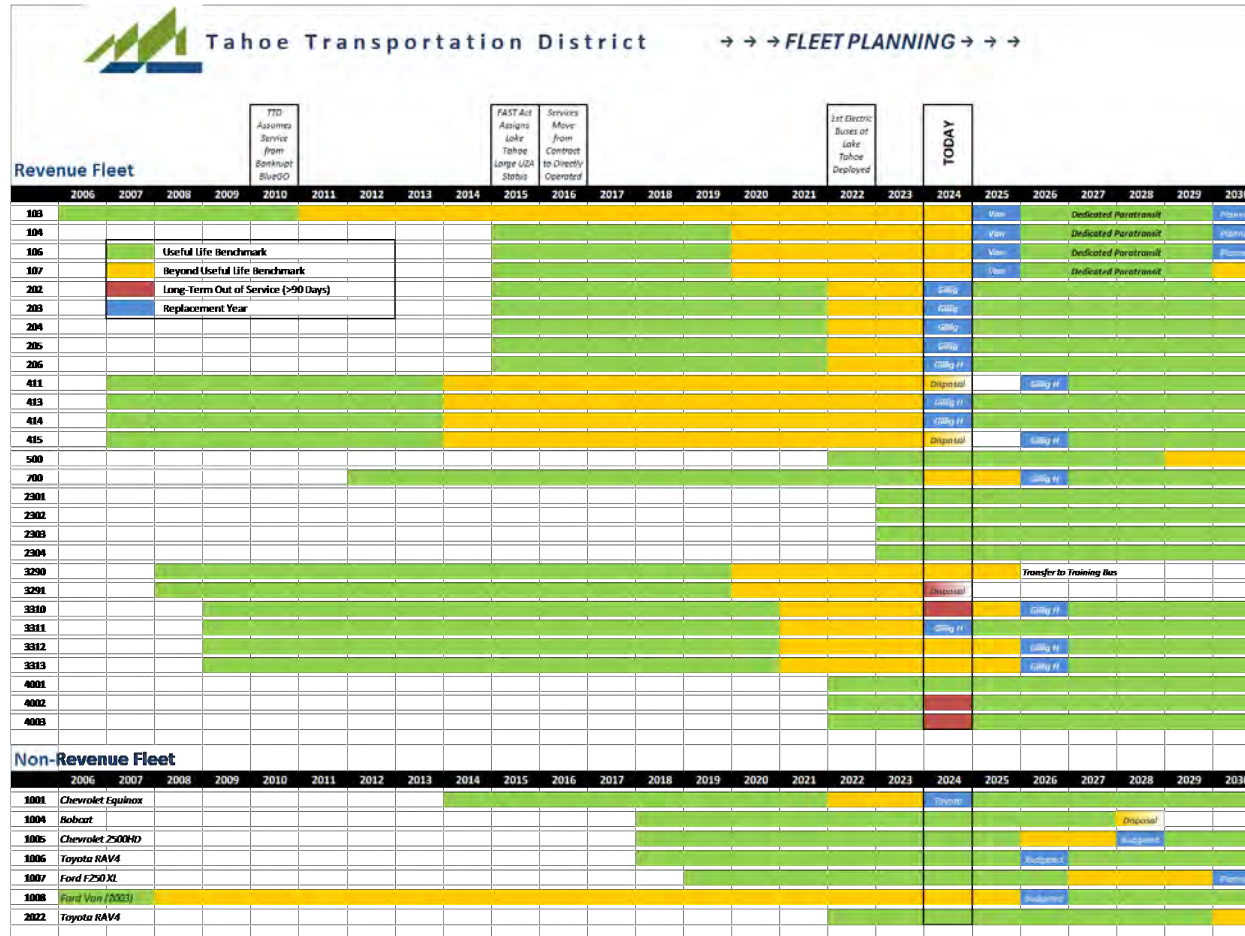 Tahoe Transportation District → → → FLEET PLANNING → → →
TTD
Assumes
Service
from
Bankrupt
BlueGO
FAST Act
Assigns
Lake
Tahoe
Large UZA
Status
Services
Move
from
Contract
to Directly
Operated
1st Electric
Buses at
Lake
Tahoe
Deployed
TODAY
Revenue Fleet
2006 2007 2008 2009 2010 2011 2012 2013 2014 2015 2016 2017 2018 2019 2020 2021 2022 2023 2024 2025 2026 2027 2028 2029 2030
103 Van Dedicated Paratransit
104 Van Dedicated Paratransit
106 Useful Life Benchmark Van Dedicated Paratransit
107 Beyond Useful Life Benchmark Van Dedicated Paratransit
202 Long-Term Out of Service (>90 Days) Gillig
203 Replacement Year Gillig
204 Gillig
205 Gillig
206 Gillig H
411 Disposal Gillig H
413 Gillig H
414 Gillig H
415 Disposal Gillig H
500
700 Gillig H
2301
2302
2303
2304
3290 Transfer to Training Bus
3291 Disposal
3310 Gillig H
3311 Gillig H
3312 Gillig H
3313 Gillig H
4001
4002
4003
Non-Revenue Fleet
2006 2007 2008 2009 2010 2011 2012 2013 2014 2015 2016 2017 2018 2019 2020 2021 2022 2023 2024 2025 2026 2027 2028 2029 2030
1001 Chevrolet Equinox Toyota
1004 Bobcat Disposal
1005 Chevrolet 2500HD Budgeted
1006 Toyota RAV4 Budgeted
1007 Ford F250 XL
1008 Ford Van (2003) Budgeted
2022 Toyota RAV4